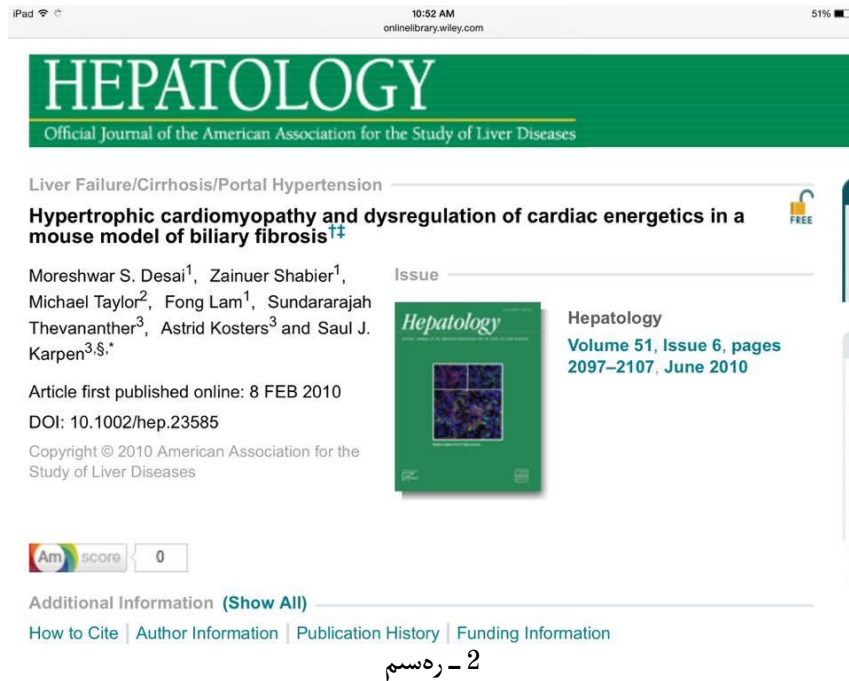 iPad
10:52 AM
51%
onlinelibrary.wiley.com
HEPATOLOGY
Official Journal of the American Association for the Study of Liver Diseases
Liver Failure/Cirrhosis/Portal Hypertension
Hypertrophic cardiomyopathy and dysregulation of cardiac energetics in a
mouse model of biliary fibrosis†‡
FREE
Moreshwar S. Desai1, Zainuer Shabier1,
Michael Taylor2, Fong Lam1, Sundararajah
Thevananther3, Astrid Kosters3 and Saul J.
Karpen3,§,*
Article first published online: 8 FEB 2010
DOI: 10.1002/hep.23585
Copyright © 2010 American Association for the
Study of Liver Diseases
Issue
Hepatology
Hepatology
Volume 51, Issue 6, pages
2097–2107, June 2010
Am score 0
Additional Information (Show All)
How to Cite | Author Information | Publication History | Funding Information
رەسىم ـ 2